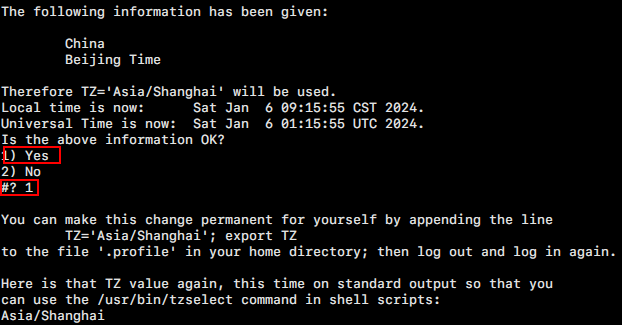 The following information has been given:
China
Beijing Time
Therefore TZ='Asia/Shanghai' will be used.
Local time is now:      Sat Jan  6 09:15:55 CST 2024.
Universal Time is now:  Sat Jan  6 01:15:55 UTC 2024.
Is the above information OK?
1) Yes
2) No
#? 1
You can make this change permanent for yourself by appending the line
TZ='Asia/Shanghai'; export TZ
to the file '.profile' in your home directory; then log out and log in again.
Here is that TZ value again, this time on standard output so that you
can use the /usr/bin/tzselect command in shell scripts:
Asia/Shanghai